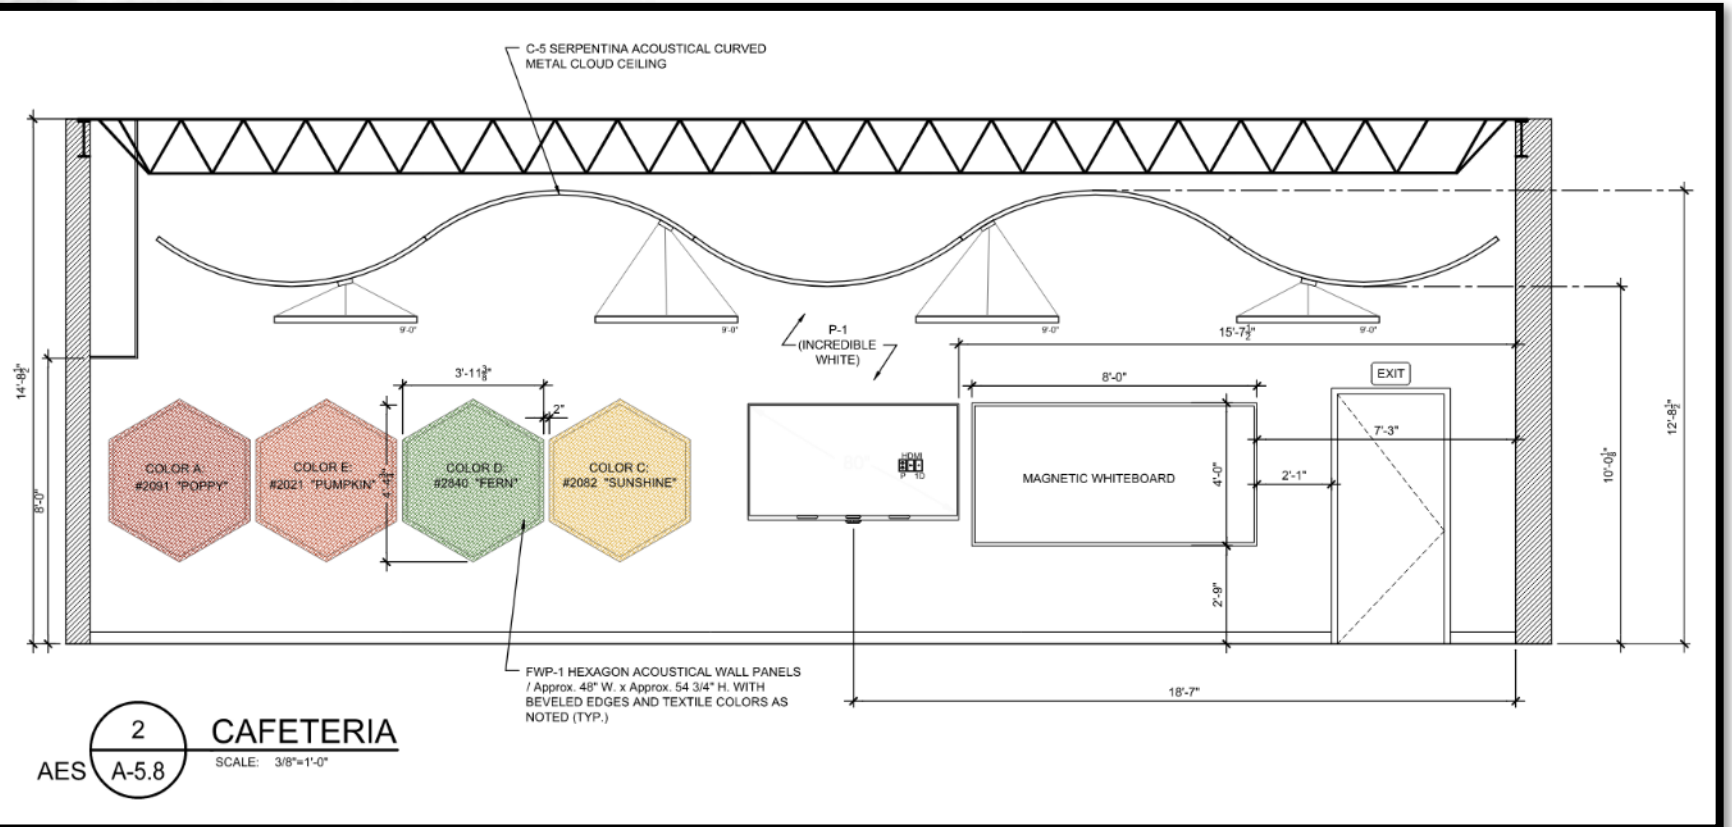 C-5 SERPENTINA ACOUSTICAL CURVED
METAL CLOUD CEILING
9'-0"
9'-0"
9'-0"
9'-0"
P-1
(INCREDIBLE
WHITE)
15'-7½"
14'-8½"
8'-0"
3'-11⅜"
2"
8'-0"
EXIT
7'-3"
12'-8½"
10'-0⅛"
COLOR A:
#2091 "POPPY"
COLOR E:
#2021 "PUMPKIN"
COLOR D:
#2840 "FERN"
COLOR C:
#2082 "SUNSHINE"
80"
HDMI
P
MAGNETIC WHITEBOARD
4'-0"
2'-1"
2'-9"
FWP-1 HEXAGON ACOUSTICAL WALL PANELS
/ Approx. 48" W. x Approx. 54 3/4" H. WITH
BEVELED EDGES AND TEXTILE COLORS AS
NOTED (TYP.)
18'-7"
2
CAFETERIA
AES
A-5.8
SCALE: 3/8"=1'-0"